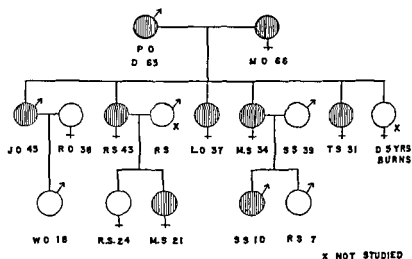 P O M O 66
D 63
X X
J O 45 R O 38 R S 43 R S L O 37 M.S 34 S S 39 T S 31 D 5 YRS
BURNS
W O 18 R.S. 24 M.S 21 S S 10 R S 7
X NOT STUDIED